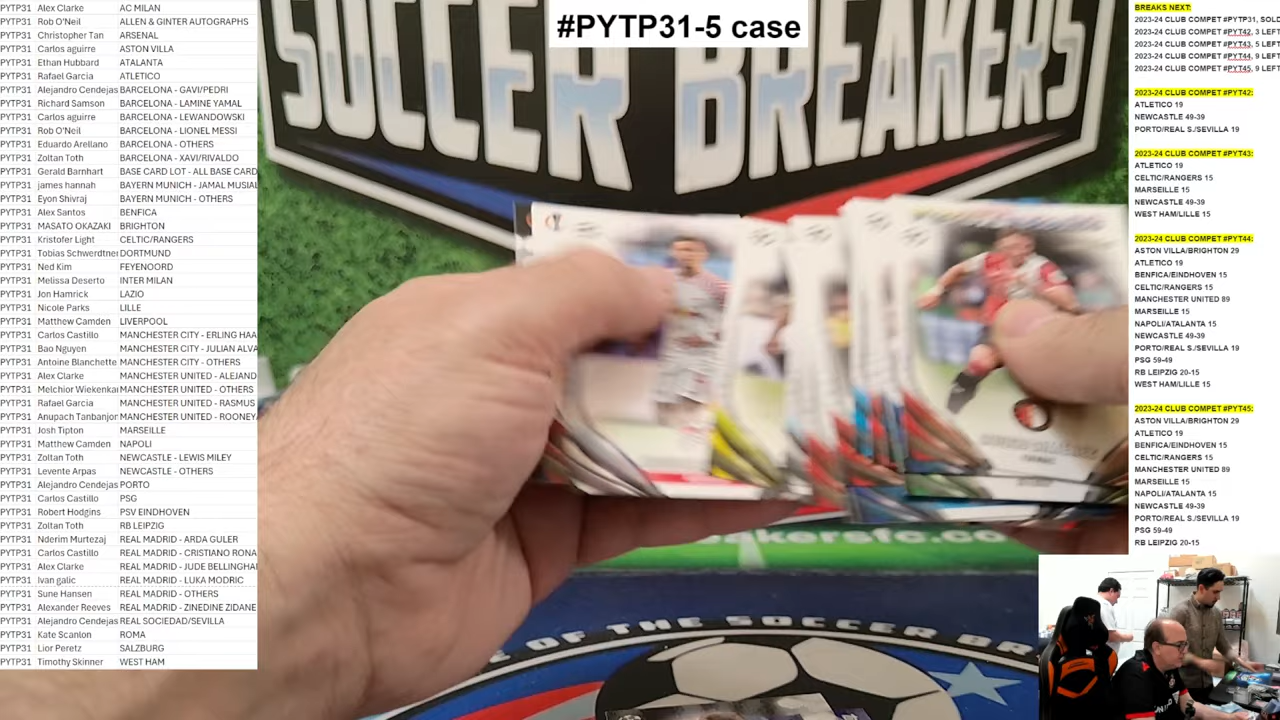 #PYTP31-5 case
SOCCER BREAKERS
PYTP31 Alex Clarke AC MILAN
PYTP31 Rob O'Neil ALLEN & GINTER AUTOGRAPHS
PYTP31 Christopher Tan ARSENAL
PYTP31 Carlos aguirre ASTON VILLA
PYTP31 Ethan Hubbard ATALANTA
PYTP31 Rafael Garcia ATLETICO
PYTP31 Alejandro Cendejas BARCELONA - GAVI/PEDRI
PYTP31 Richard Samson BARCELONA - LAMINE YAMAL
PYTP31 Carlos aguirre BARCELONA - LEWANDOWSKI
PYTP31 Rob O'Neil BARCELONA - LIONEL MESSI
PYTP31 Eduardo Arellano BARCELONA - OTHERS
PYTP31 Zoltan Toth BARCELONA - XAVI/RIVALDO
PYTP31 Gerald Barnhart BASE CARD LOT - ALL BASE CARD
PYTP31 james hannah BAYERN MUNICH - JAMAL MUSIAL
PYTP31 Eyon Shivraj BAYERN MUNICH - OTHERS
PYTP31 Alex Santos BENFICA
PYTP31 MASATO OKAZAKI BRIGHTON
PYTP31 Kristofer Light CELTIC/RANGERS
PYTP31 Tobias Schwerdtner DORTMUND
PYTP31 Ned Kim FEYENOORD
PYTP31 Melissa Deserto INTER MILAN
PYTP31 Jon Hamrick LAZIO
PYTP31 Nicole Parks LILLE
PYTP31 Matthew Camden LIVERPOOL
PYTP31 Carlos Castillo MANCHESTER CITY - ERLING HAA
PYTP31 Bao Nguyen MANCHESTER CITY - JULIAN ALVA
PYTP31 Antoine Blanchette MANCHESTER CITY - OTHERS
PYTP31 Alex Clarke MANCHESTER UNITED - ALEJAND
PYTP31 Melchior Wiekenkai MANCHESTER UNITED - OTHERS
PYTP31 Rafael Garcia MANCHESTER UNITED - RASMUS
PYTP31 Anupach Tanbanjor MANCHESTER UNITED - ROONEY
PYTP31 Josh Tipton MARSEILLE
PYTP31 Matthew Camden NAPOLI
PYTP31 Zoltan Toth NEWCASTLE - LEWIS MILEY
PYTP31 Levente Arpas NEWCASTLE - OTHERS
PYTP31 Alejandro Cendejas PORTO
PYTP31 Carlos Castillo PSG
PYTP31 Robert Hodgins PSV EINDHOVEN
PYTP31 Zoltan Toth RB LEIPZIG
PYTP31 Nderim Murtezaj REAL MADRID - ARDA GULER
PYTP31 Carlos Castillo REAL MADRID - CRISTIANO RONA
PYTP31 Alex Clarke REAL MADRID - JUDE BELLINGHA
PYTP31 Ivan galic REAL MADRID - LUKA MODRIC
PYTP31 Sune Hansen REAL MADRID - OTHERS
PYTP31 Alexander Reeves REAL MADRID - ZINEDINE ZIDANE
PYTP31 Alejandro Cendejas REAL SOCIEDAD/SEVILLA
PYTP31 Kate Scanlon ROMA
PYTP31 Lior Peretz SALZBURG
PYTP31 Timothy Skinner WEST HAM
BREAKS NEXT:
2023-24 CLUB COMPET #PYTP31, SOLD
2023-24 CLUB COMPET #PYT42, 3 LEFT
2023-24 CLUB COMPET #PYT43, 5 LEFT
2023-24 CLUB COMPET #PYT44, 9 LEFT
2023-24 CLUB COMPET #PYT45, 9 LEFT
2023-24 CLUB COMPET #PYT42:
ATLETICO 19
NEWCASTLE 49-39
PORTO/REAL S./SEVILLA 19
2023-24 CLUB COMPET #PYT43:
ATLETICO 19
CELTIC/RANGERS 15
MARSEILLE 15
NEWCASTLE 49-39
WEST HAM/LILLE 15
2023-24 CLUB COMPET #PYT44:
ASTON VILLA/BRIGHTON 29
ATLETICO 19
BENFICA/EINDHOVEN 15
CELTIC/RANGERS 15
MANCHESTER UNITED 89
MARSEILLE 15
NAPOLI/ATALANTA 15
NEWCASTLE 49-39
PORTO/REAL S./SEVILLA 19
PSG 59-49
RB LEIPZIG 20-15
WEST HAM/LILLE 15
2023-24 CLUB COMPET #PYT45:
ASTON VILLA/BRIGHTON 29
ATLETICO 19
BENFICA/EINDHOVEN 15
CELTIC/RANGERS 15
MANCHESTER UNITED 89
MARSEILLE 15
NAPOLI/ATALANTA 15
NEWCASTLE 49-39
PORTO/REAL S./SEVILLA 19
PSG 59-49
RB LEIPZIG 20-15
kersfc.co
OF THE SOCCER BR